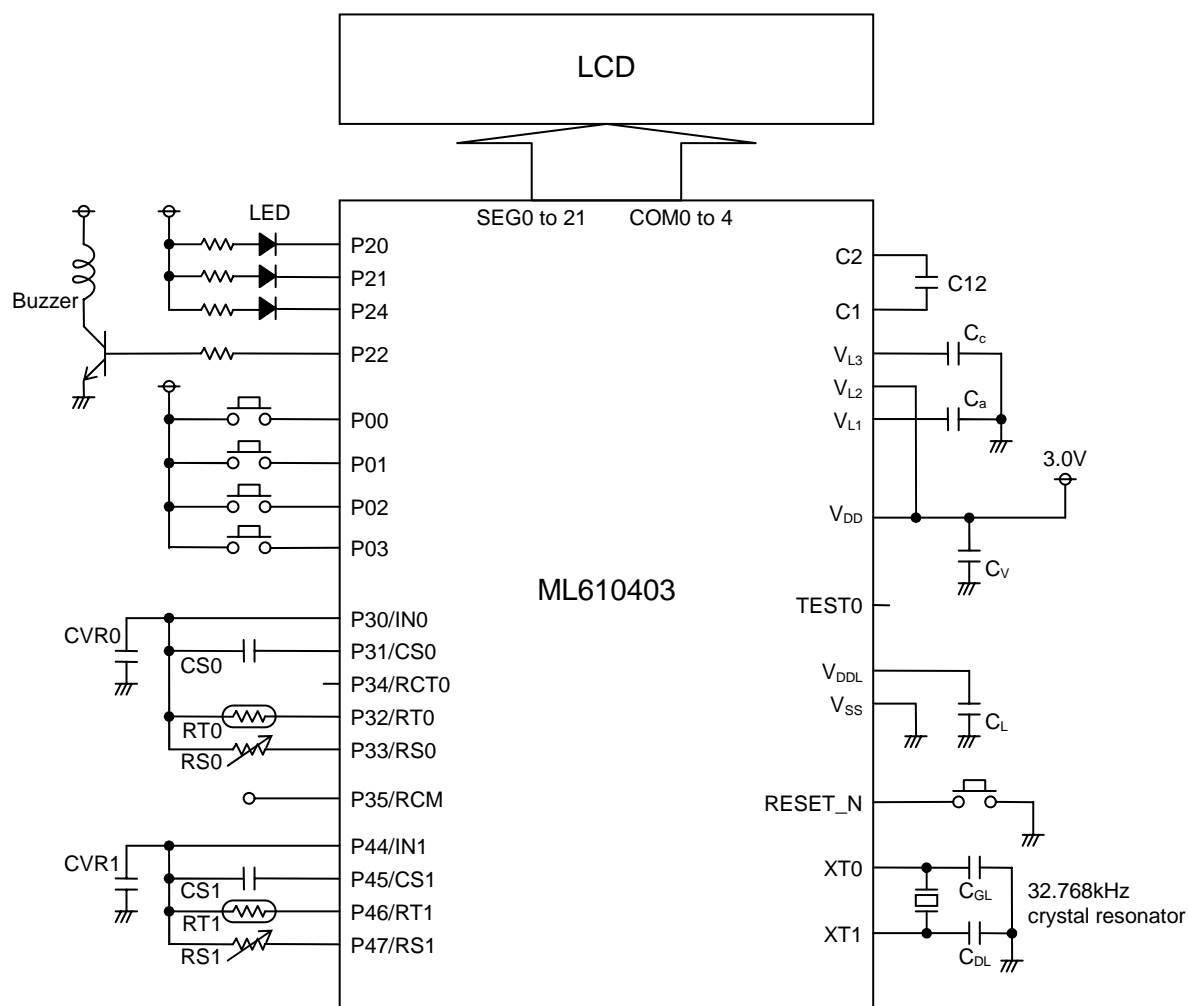 LCD
SEG0 to 21
COM0 to 4
LED
Buzzer
P20
P21
P24
P22
P00
P01
P02
P03
CVR0
CS0
RT0
RS0
P30/IN0
P31/CS0
P34/RCT0
P32/RT0
P33/RS0
P35/RCM
CVR1
CS1
RT1
RS1
P44/IN1
P45/CS1
P46/RT1
P47/RS1
ML610403
C2
C1
C12
VL3
VL2
VL1
Cc
Ca
3.0V
VDD
CV
TEST0
VDDL
VSS
CL
RESET_N
XT0
XT1
CGL
CDL
32.768kHz
crystal resonator